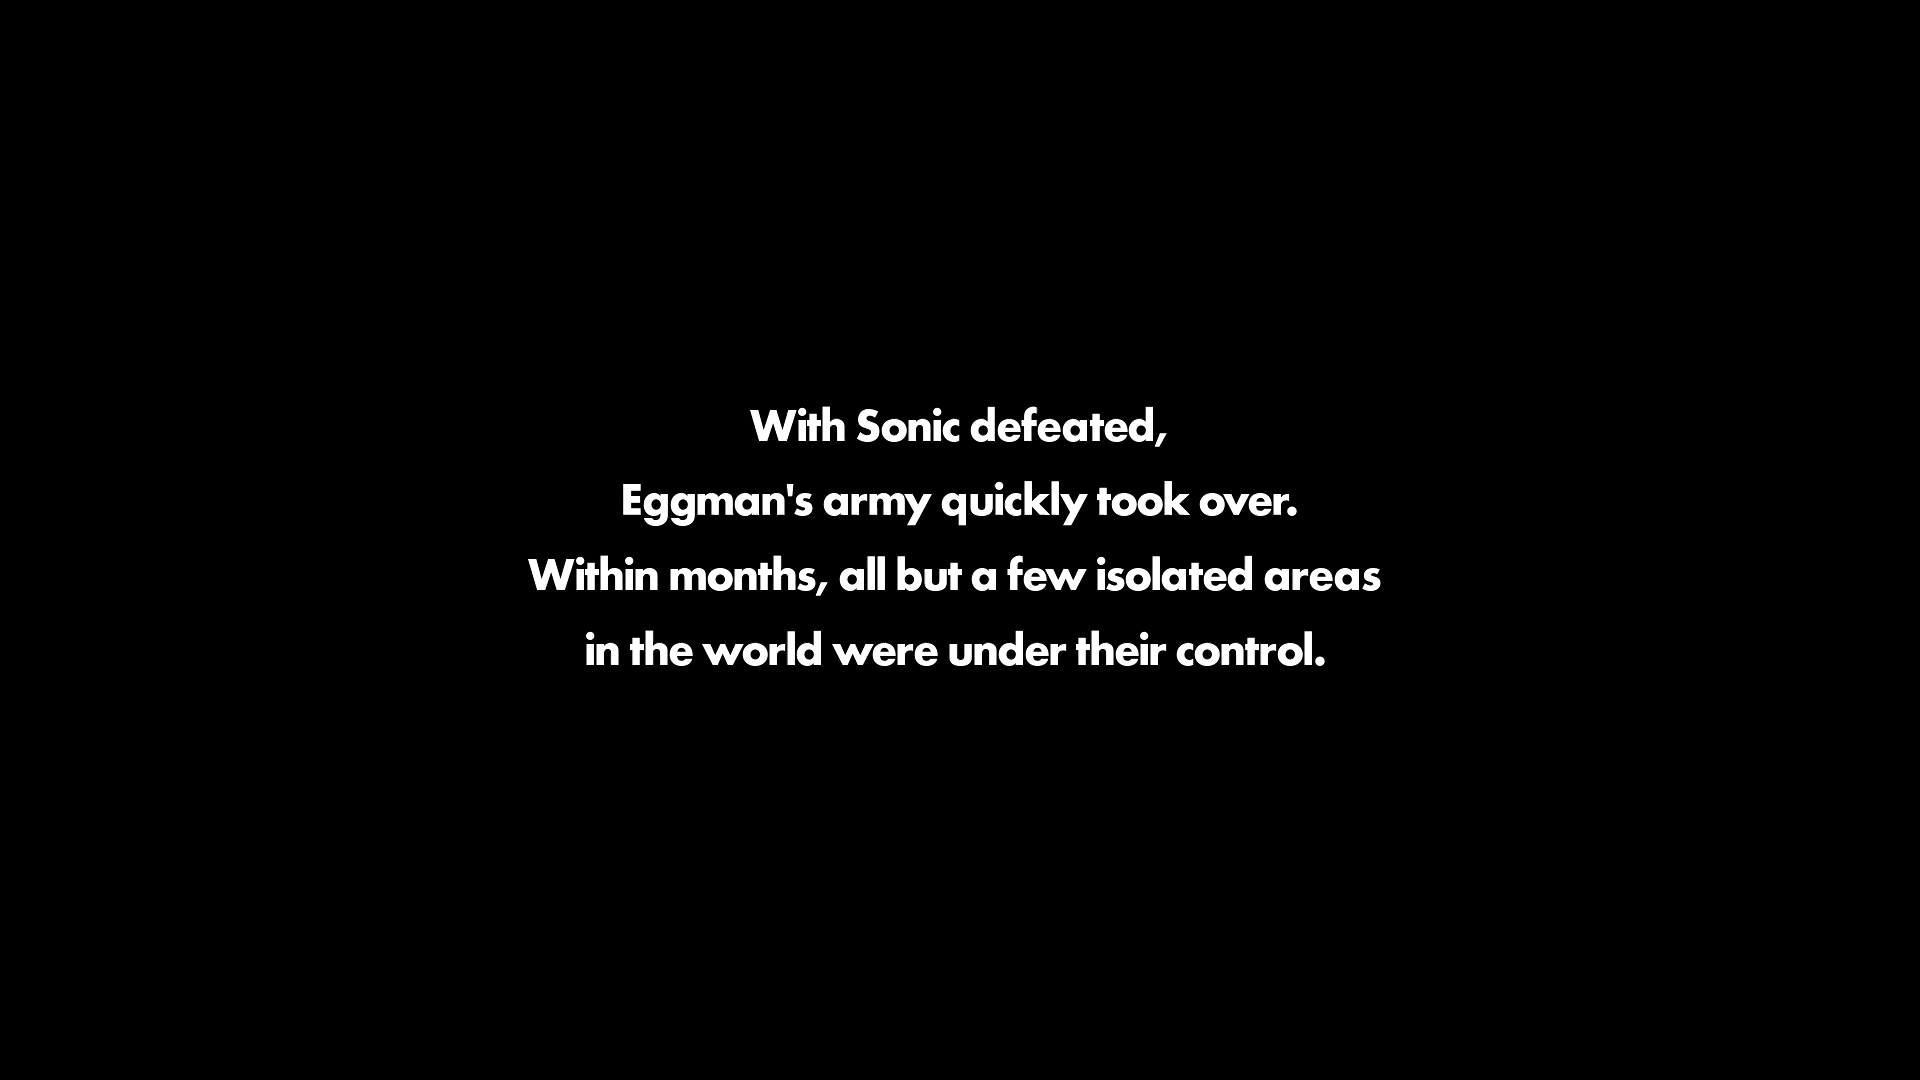 With Sonic defeated,
Eggman's army quickly took over.
Within months, all but a few isolated areas
in the world were under their control.